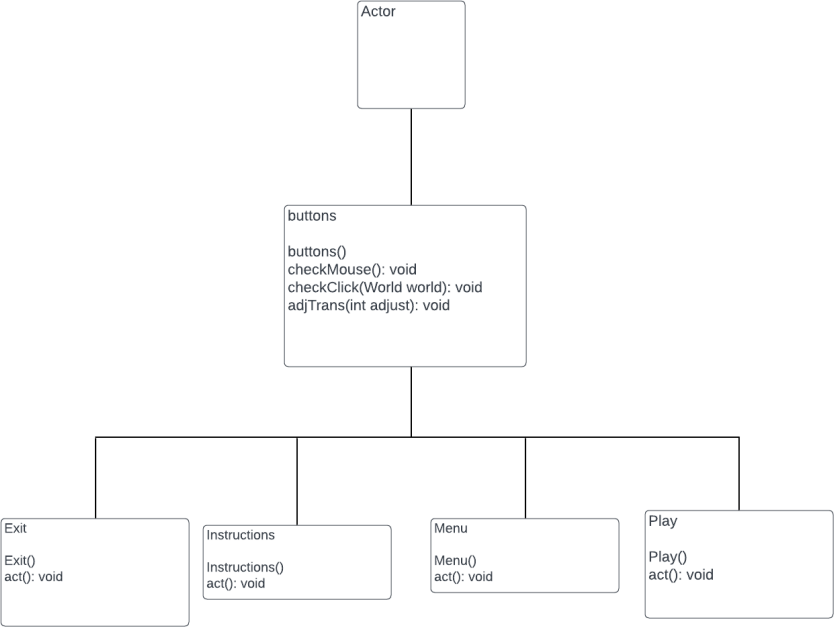 Actor
buttons
buttons()
checkMouse(): void
checkClick(World world): void
adjTrans(int adjust): void
Exit
Exit()
act(): void
Instructions
Instructions()
act(): void
Menu
Menu()
act(): void
Play
Play()
act(): void